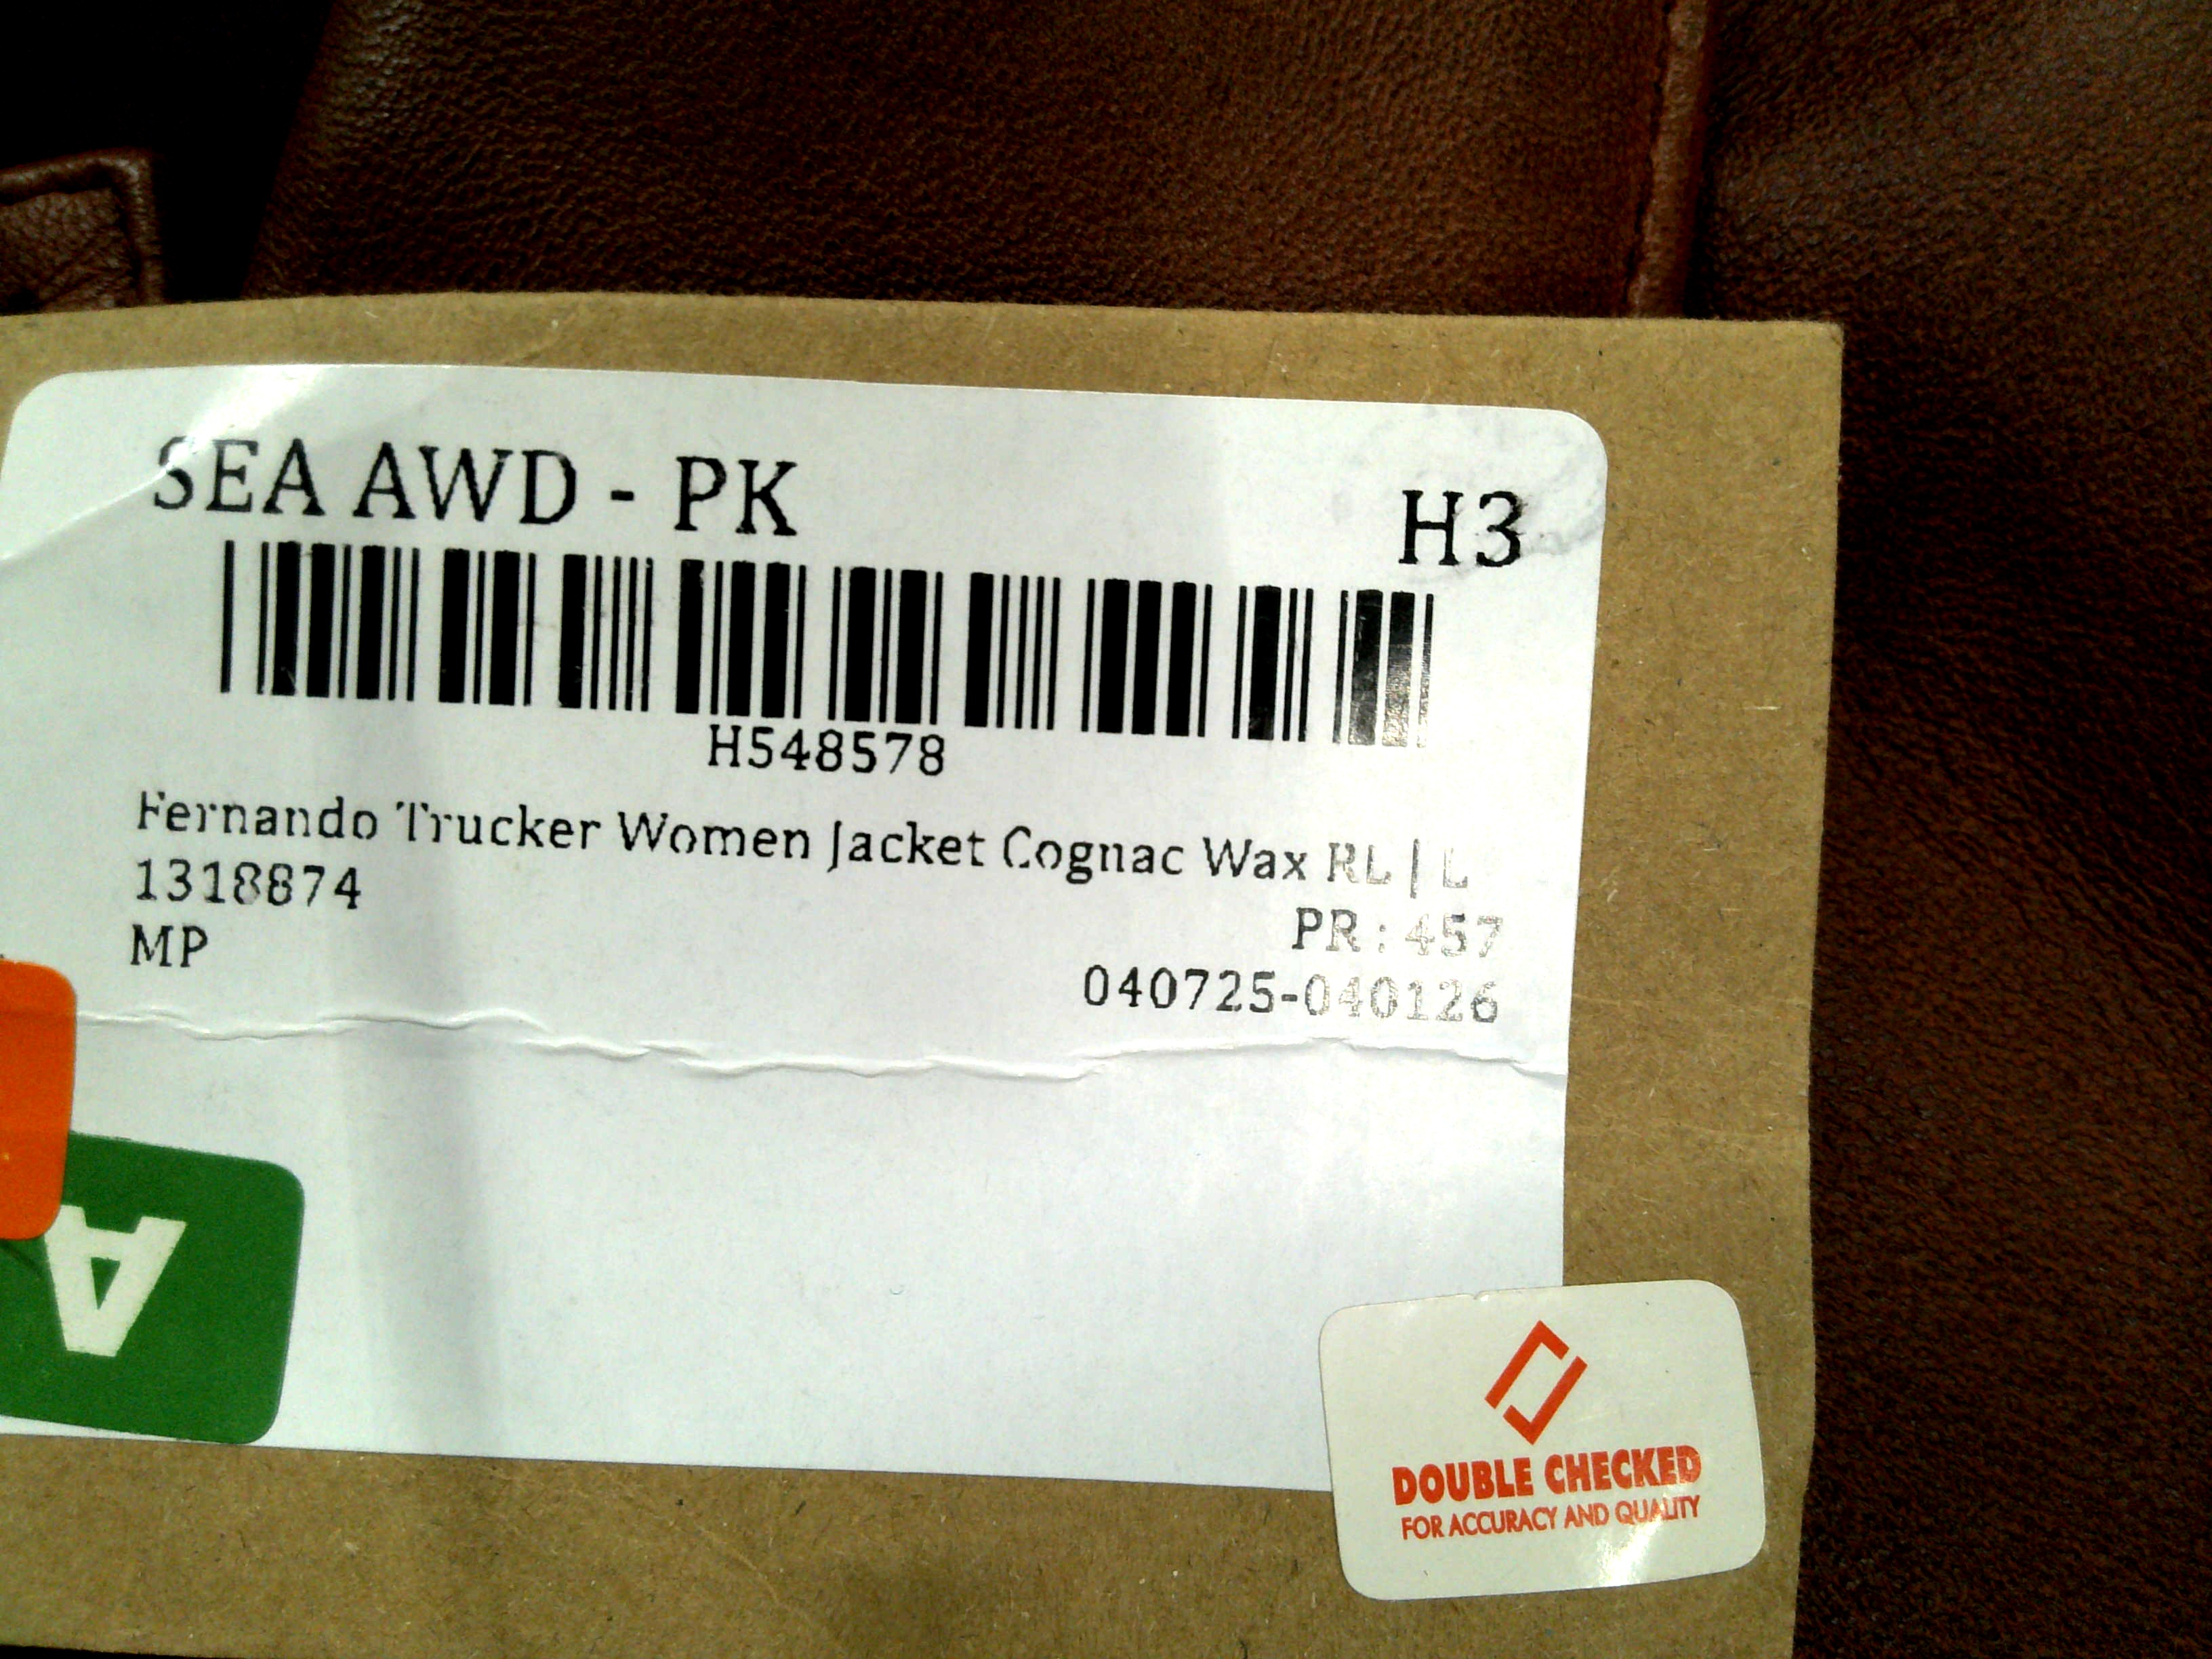 SEA AWD - PK
H3
H548578
Fernando Trucker Women Jacket Cognac Wax RL | L
1318874
PR : 457
MP
040725-040126
A
DOUBLE CHECKED
FOR ACCURACY AND QUALITY